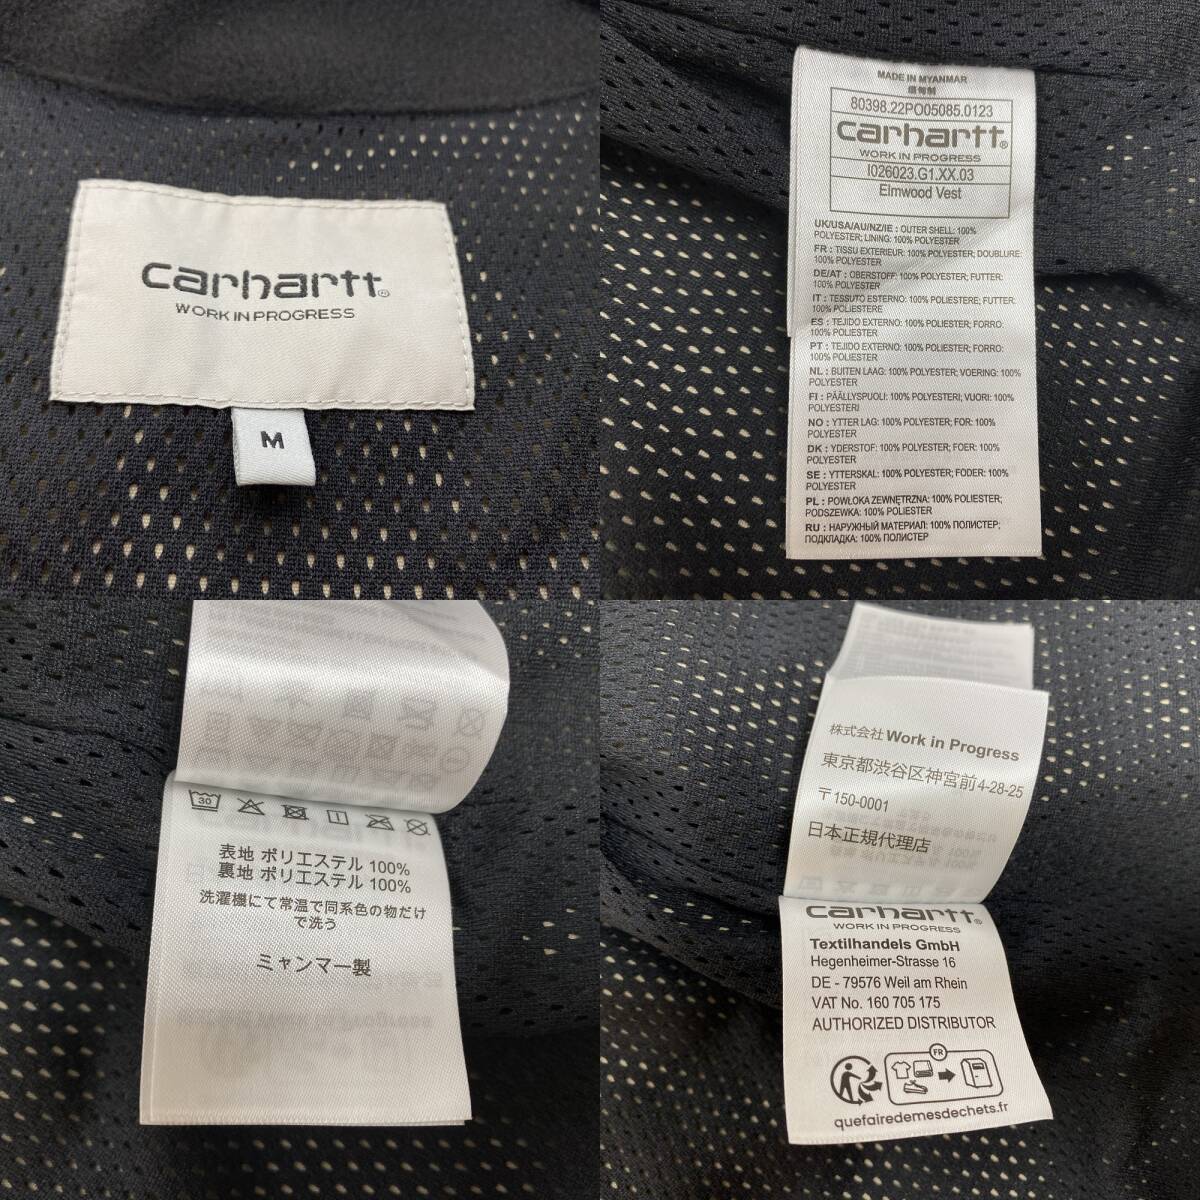 carhartt®
WORK IN PROGRESS
M
MADE IN MYANMAR
緬甸制
80398.22PO05085.0123
carhartt®
WORK IN PROGRESS
I026023.G1.XX.03
Elmwood Vest
UK/USA/AU/NZ/IE : OUTER SHELL: 100%
POLYESTER; LINING: 100% POLYESTER
FR : TISSU EXTERIEUR: 100% POLYESTER; DOUBLURE:
100% POLYESTER
DE/AT : OBERSTOFF: 100% POLYESTER; FUTTER:
100% POLYESTER
IT : TESSUTO ESTERNO: 100% POLIESTERE; FUTTER:
100% POLIESTERE
ES : TEJIDO EXTERNO: 100% POLIESTER; FORRO:
100% POLIESTER
PT : TEJIDO EXTERNO: 100% POLIESTER; FORRO:
100% POLIESTER
NL : BUITEN LAAG: 100% POLYESTER; VOERING: 100%
POLYESTER
FI : PÄÄLLYSPUOLI: 100% POLYESTERI; VUORI: 100%
POLYESTERI
NO : YTTER LAG: 100% POLYESTER; FOR: 100%
POLYESTER
DK : YDERSTOF: 100% POLYESTER; FOER: 100%
POLYESTER
SE : YTTERSKAL: 100% POLYESTER; FODER: 100%
POLYESTER
PL : POWŁOKA ZEWNĘTRZNA: 100% POLIESTER;
PODSZEWKA: 100% POLIESTER
RU : НАРУЖНЫЙ МАТЕРИАЛ: 100% ПОЛИСТЕР;
ПОДКЛАДКА: 100% ПОЛИСТЕР
30
表地 ポリエステル 100%
裏地 ポリエステル 100%
洗濯機にて常温で同系色の物だけ
で洗う
ミャンマー製
株式会社 Work in Progress
東京都渋谷区神宮前4-28-25
〒150-0001
日本正規代理店
carhartt®
WORK IN PROGRESS
Textilhandels GmbH
Hegenheimer-Strasse 16
DE - 79576 Weil am Rhein
VAT No. 160 705 175
AUTHORIZED DISTRIBUTOR
FR
quefairedemesdechets.fr